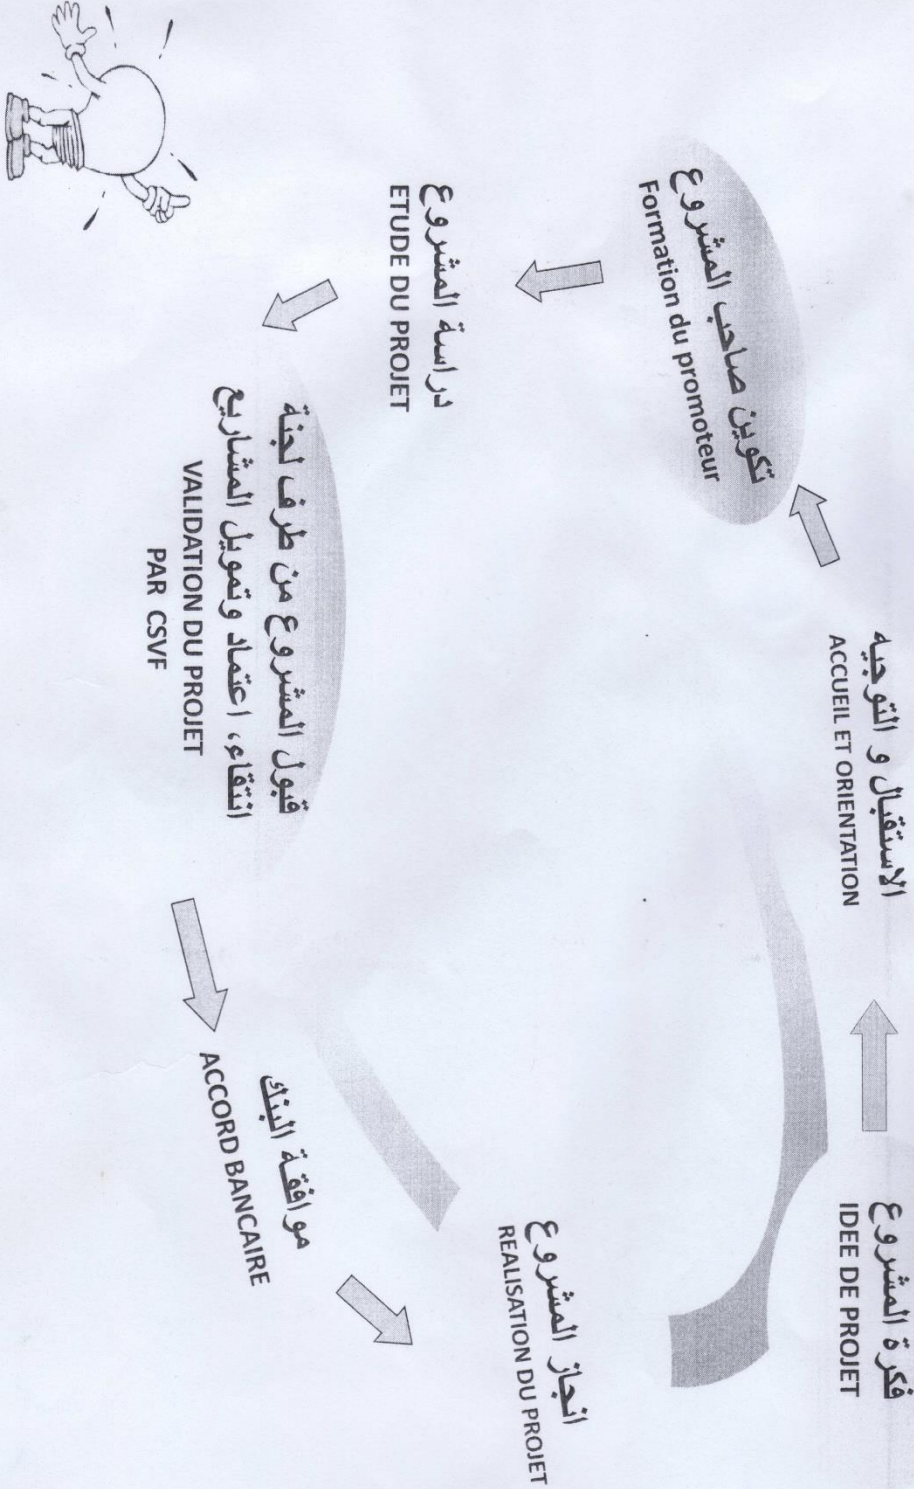 فكرة المشروع
IDEE DE PROJET
الاستقبال و التوجيه
ACCUEIL ET ORIENTATION
تكوين صاحب المشروع
Formation du promoteur
دراسة المشروع
ETUDE DU PROJET
قبول المشروع من طرف لجنة
انتقاء، اعتماد وتمويل المشاريع
VALIDATION DU PROJET
PAR CSVF
موافقة البنك
ACCORD BANCAIRE
انجاز المشروع
REALISATION DU PROJET